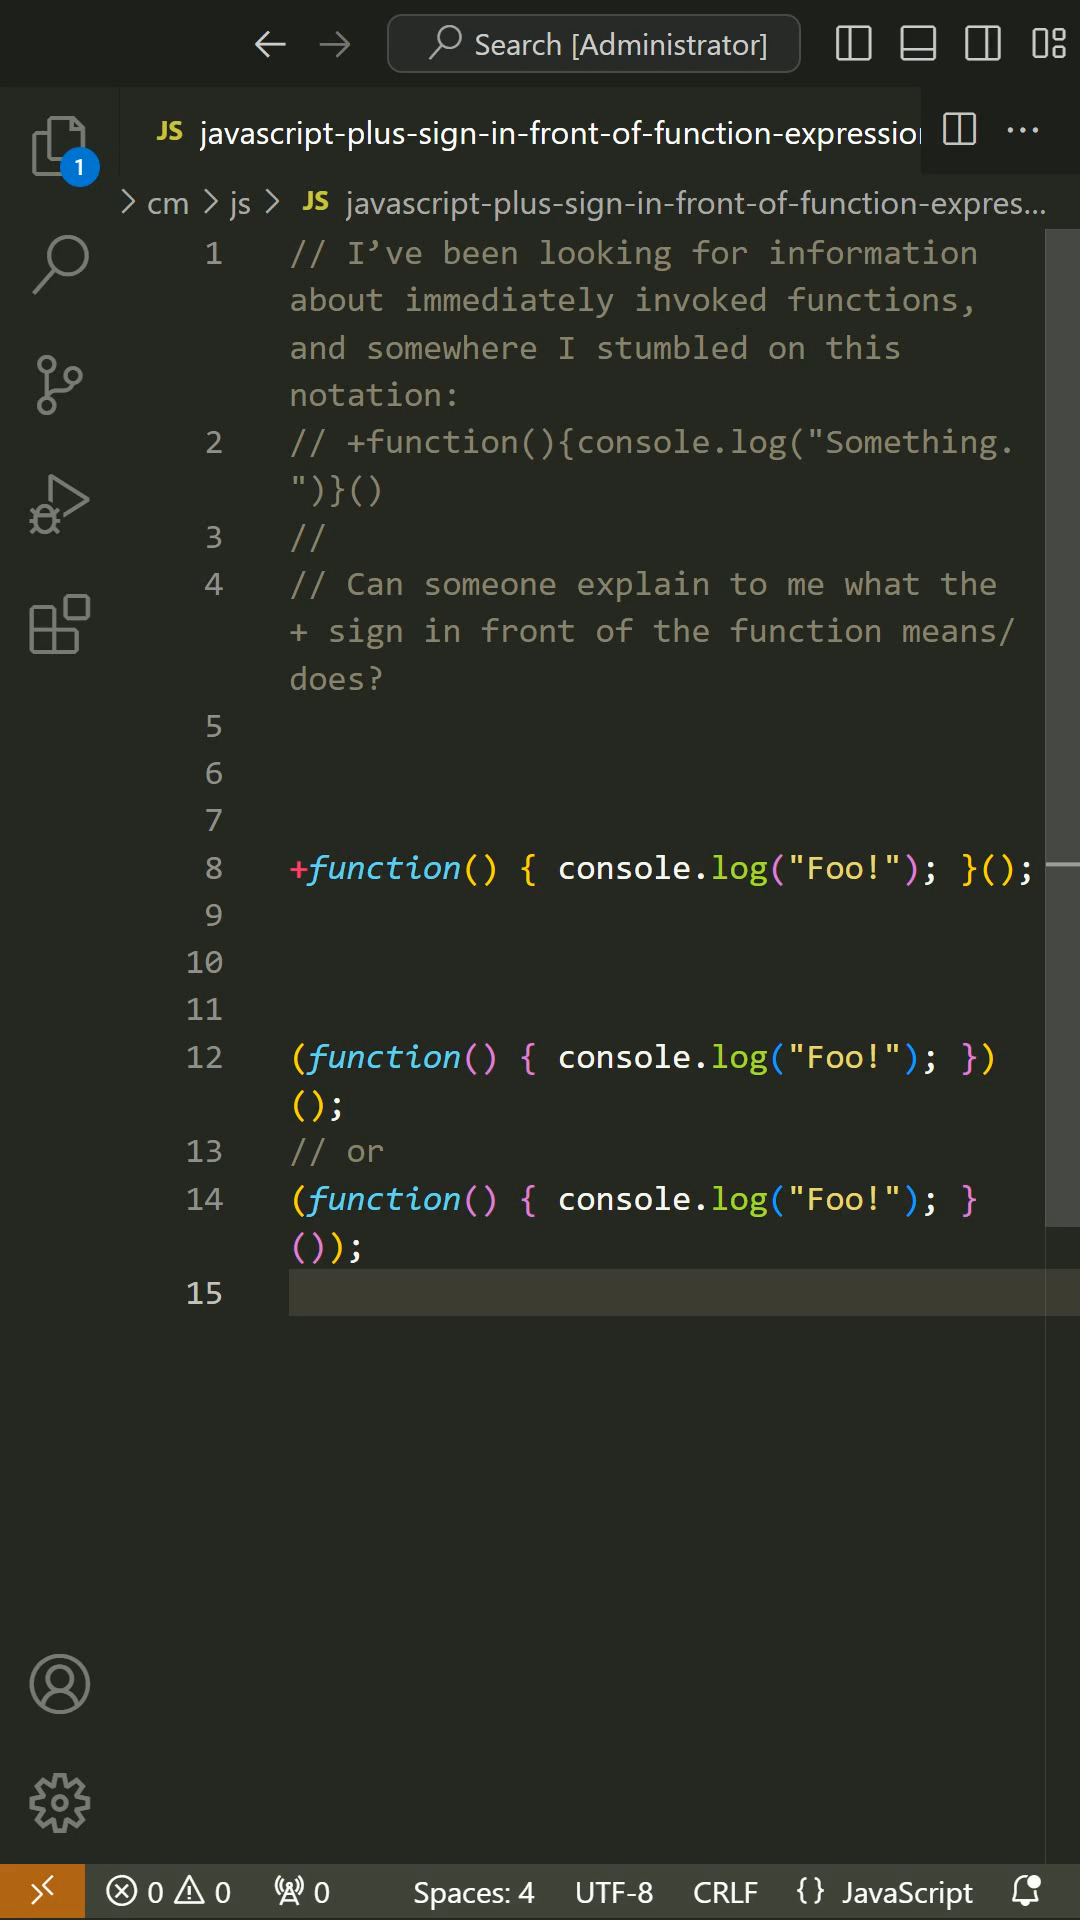 Search [Administrator]
JS javascript-plus-sign-in-front-of-function-expression
1
> cm > js > JS javascript-plus-sign-in-front-of-function-expres...
1 // I’ve been looking for information
about immediately invoked functions,
and somewhere I stumbled on this
notation:
2 // +function(){console.log("Something.
")}()
3 //
4 // Can someone explain to me what the
+ sign in front of the function means/
does?
5
6
7
8 +function() { console.log("Foo!"); }();
9
10
11
12 (function() { console.log("Foo!"); })
();
13 // or
14 (function() { console.log("Foo!"); }
());
15
0 0 0 Spaces: 4 UTF-8 CRLF {} JavaScript